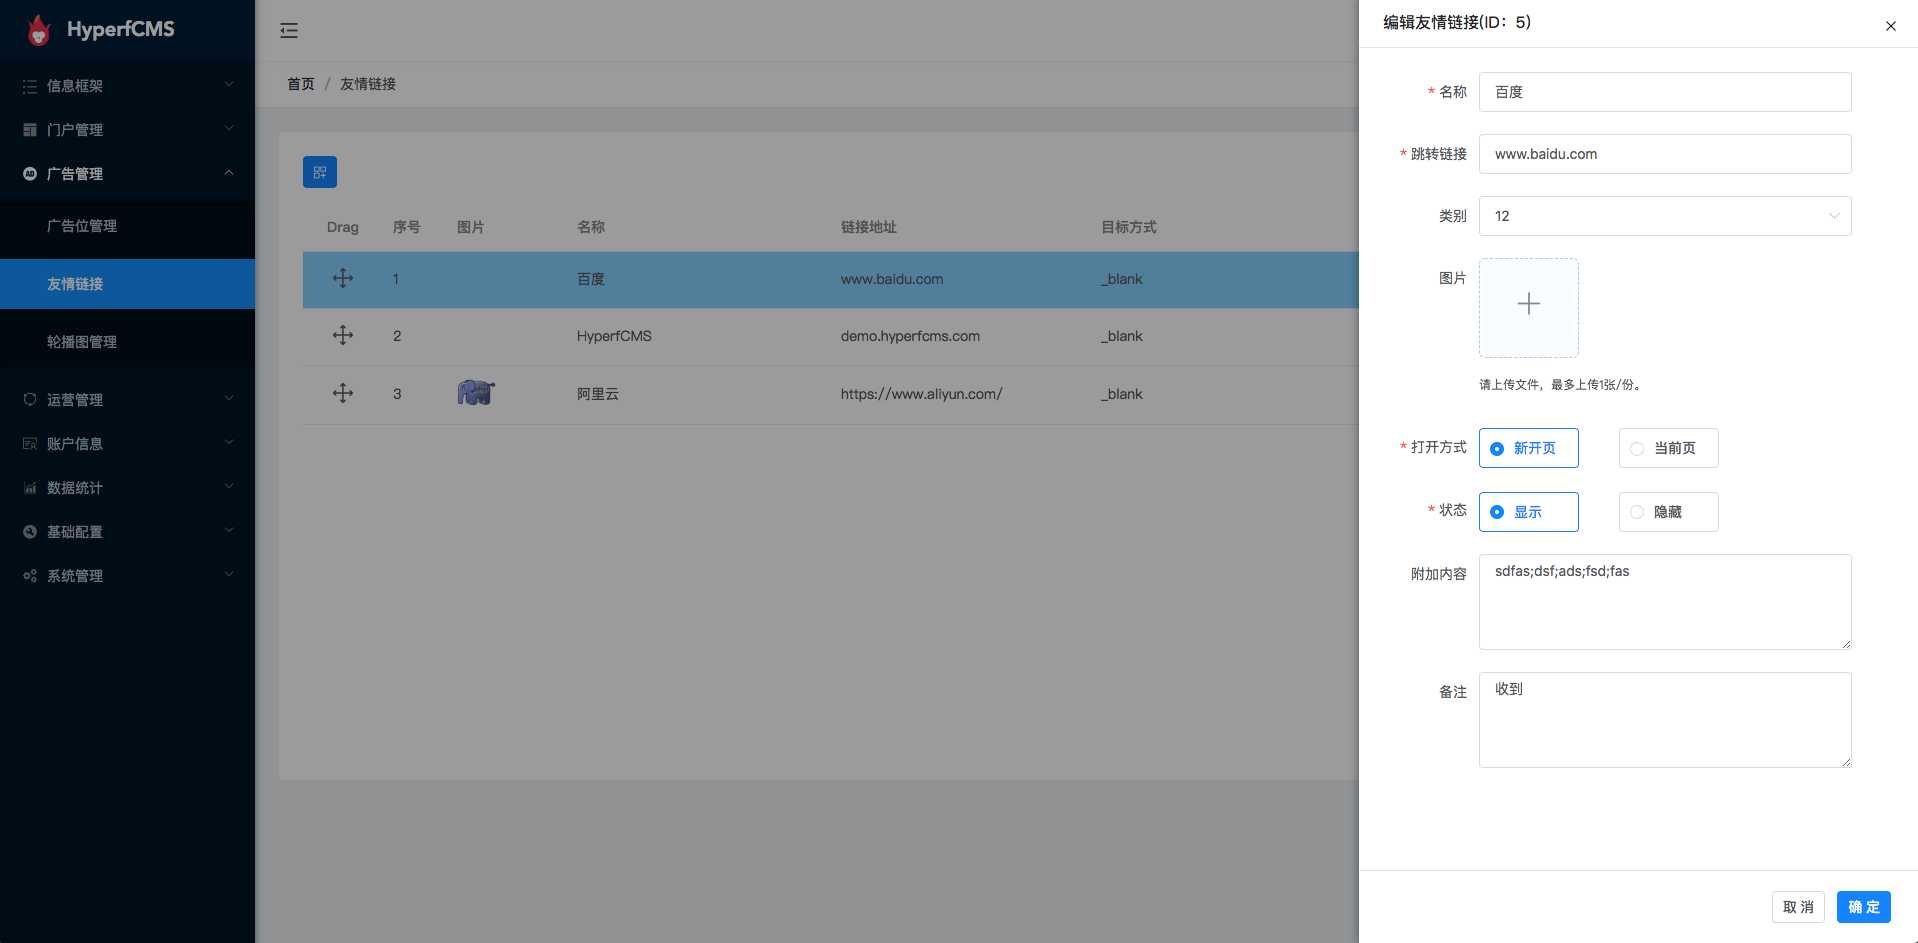 HyperfCMS
信息框架
门户管理
广告管理
广告位管理
友情链接
轮播图管理
运营管理
账户信息
数据统计
基础配置
系统管理
首页 / 友情链接
Drag 序号 图片 名称 链接地址 目标方式
1 百度 www.baidu.com _blank
2 HyperfCMS demo.hyperfcms.com _blank
3 阿里云 https://www.aliyun.com/ _blank
编辑友情链接(ID：5)
* 名称 百度
* 跳转链接 www.baidu.com
类别 12
图片
请上传文件，最多上传1张/份。
* 打开方式 新开页 当前页
* 状态 显示 隐藏
附加内容 sdfas;dsf;ads;fsd;fas
备注 收到
取 消 确 定